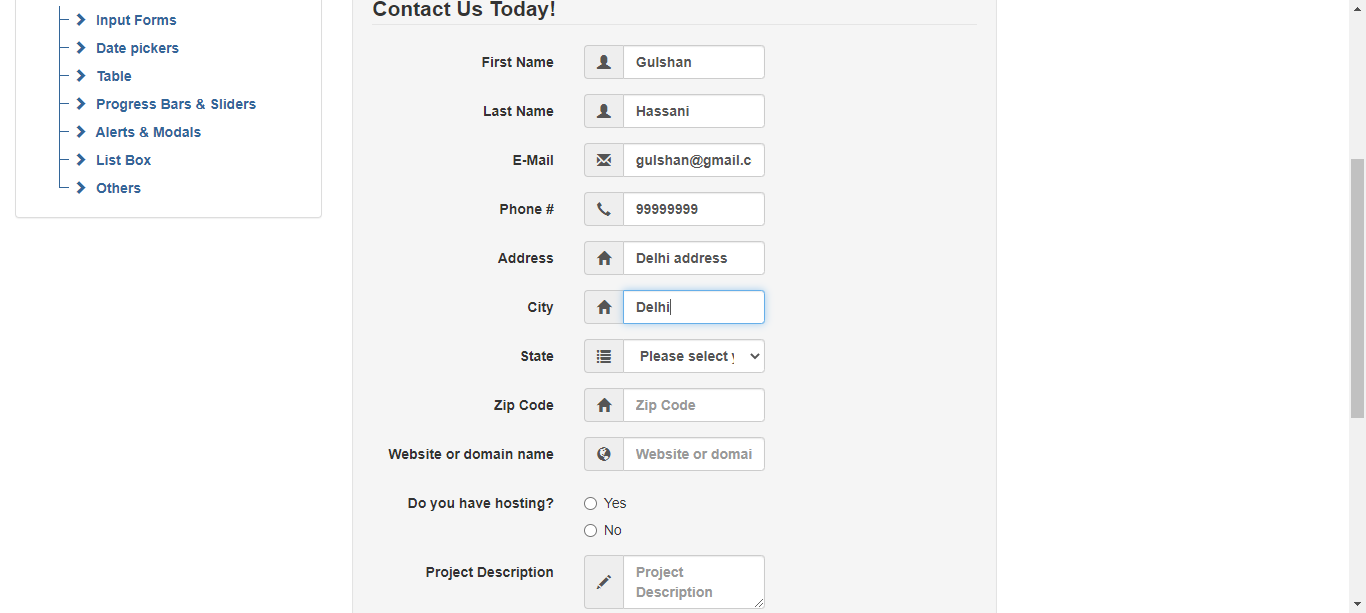 Input Forms
Date pickers
Table
Progress Bars & Sliders
Alerts & Modals
List Box
Others
Contact Us Today!
First Name Gulshan
Last Name Hassani
E-Mail gulshan@gmail.c
Phone # 99999999
Address Delhi address
City Delhi
State Please select y
Zip Code Zip Code
Website or domain name Website or domai
Do you have hosting? Yes
No
Project Description Project
Description